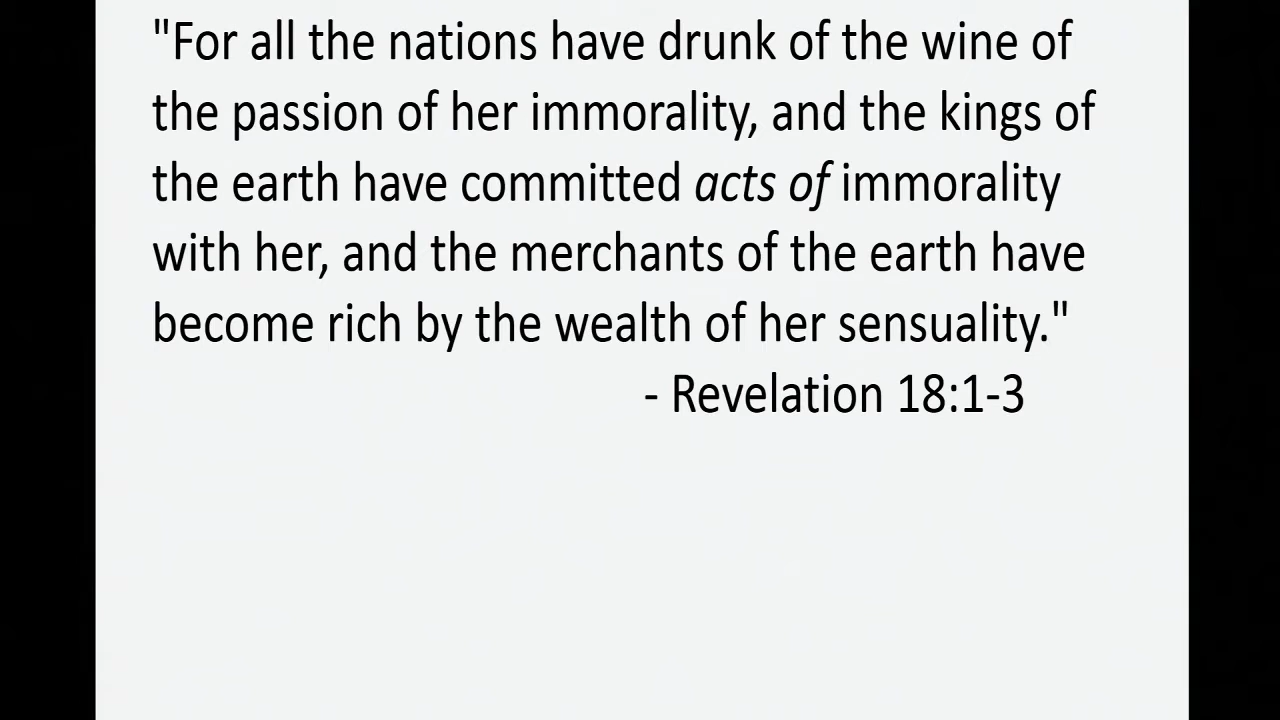 "For all the nations have drunk of the wine of
the passion of her immorality, and the kings of
the earth have committed acts of immorality
with her, and the merchants of the earth have
become rich by the wealth of her sensuality."
- Revelation 18:1-3